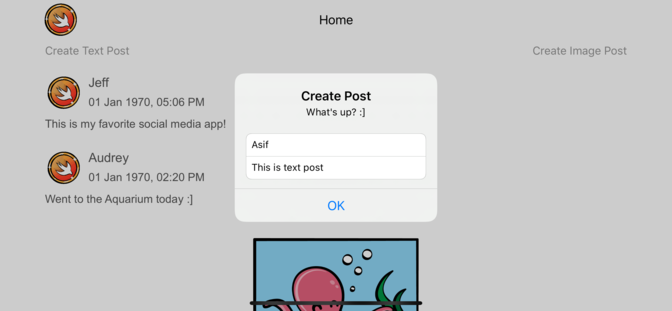 Home
Create Text Post
Create Image Post
Jeff
01 Jan 1970, 05:06 PM
This is my favorite social media app!
Audrey
01 Jan 1970, 02:20 PM
Went to the Aquarium today :]
Create Post
What's up? :]
Asif
This is text post
OK